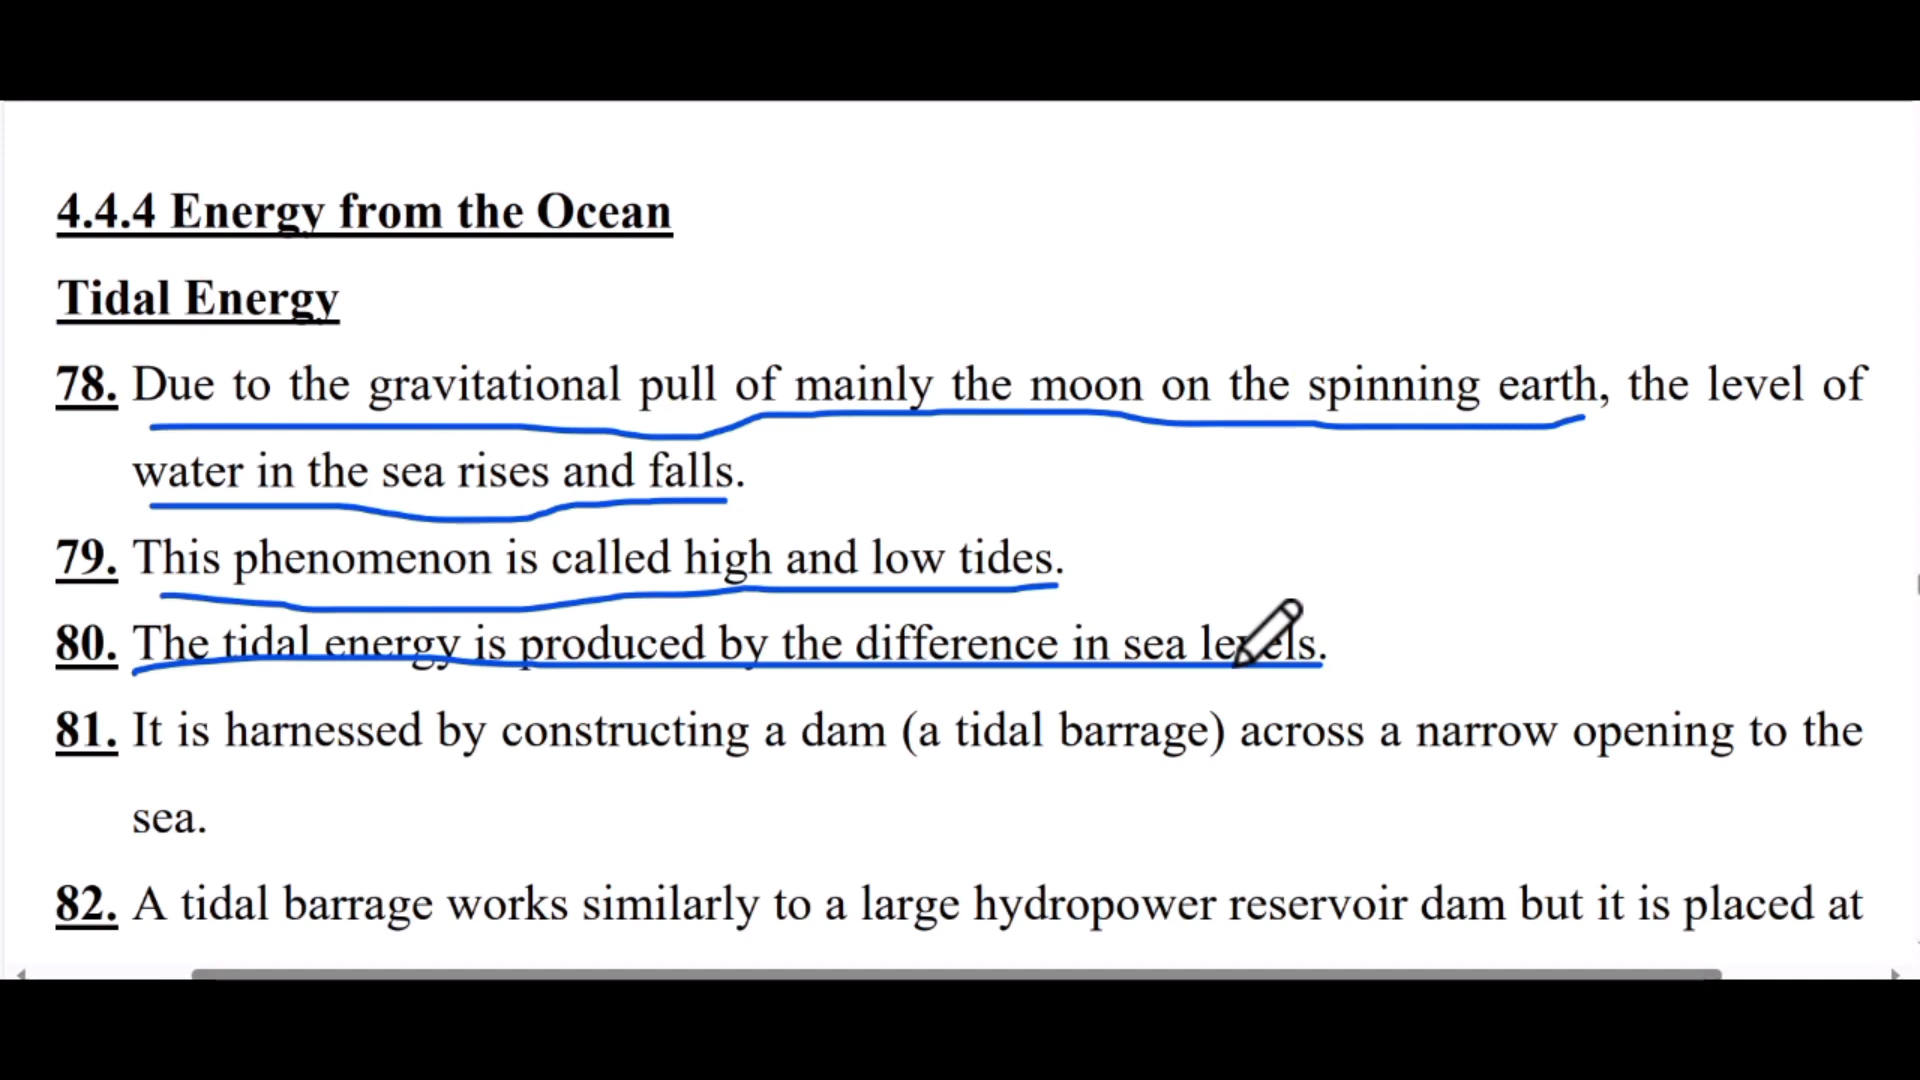 4.4.4 Energy from the Ocean
Tidal Energy
78. Due to the gravitational pull of mainly the moon on the spinning earth, the level of
water in the sea rises and falls.
79. This phenomenon is called high and low tides.
80. The tidal energy is produced by the difference in sea levels.
81. It is harnessed by constructing a dam (a tidal barrage) across a narrow opening to the
sea.
82. A tidal barrage works similarly to a large hydropower reservoir dam but it is placed at